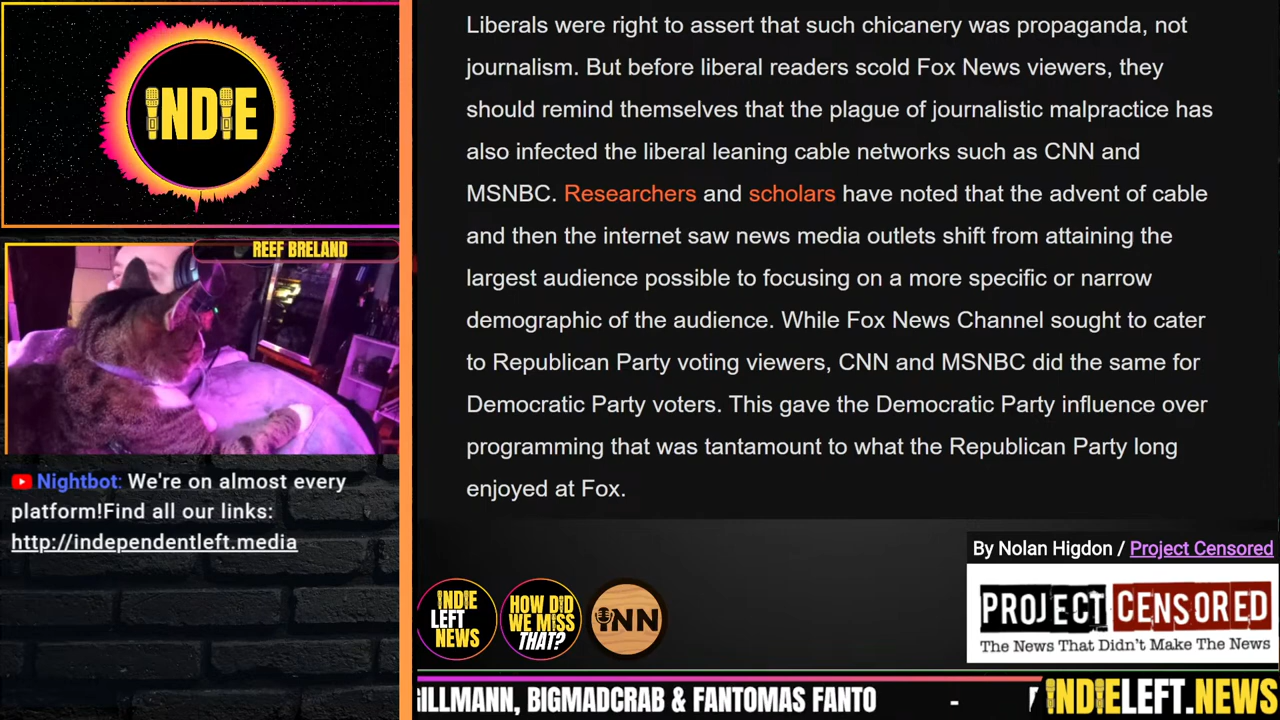 INDIE
REEF BRELAND
Nightbot: We're on almost every
platform!Find all our links:
http://independentleft.media
Liberals were right to assert that such chicanery was propaganda, not
journalism. But before liberal readers scold Fox News viewers, they
should remind themselves that the plague of journalistic malpractice has
also infected the liberal leaning cable networks such as CNN and
MSNBC. Researchers and scholars have noted that the advent of cable
and then the internet saw news media outlets shift from attaining the
largest audience possible to focusing on a more specific or narrow
demographic of the audience. While Fox News Channel sought to cater
to Republican Party voting viewers, CNN and MSNBC did the same for
Democratic Party voters. This gave the Democratic Party influence over
programming that was tantamount to what the Republican Party long
enjoyed at Fox.
By Nolan Higdon / Project Censored
PROJECT CENSORED
The News That Didn't Make The News
INDIE
LEFT
NEWS
HOW DID
WE MISS
THAT?
INN
GILLMANN, BIGMADCRAB & FANTOMAS FANTO -
INDIELEFT.NEWS